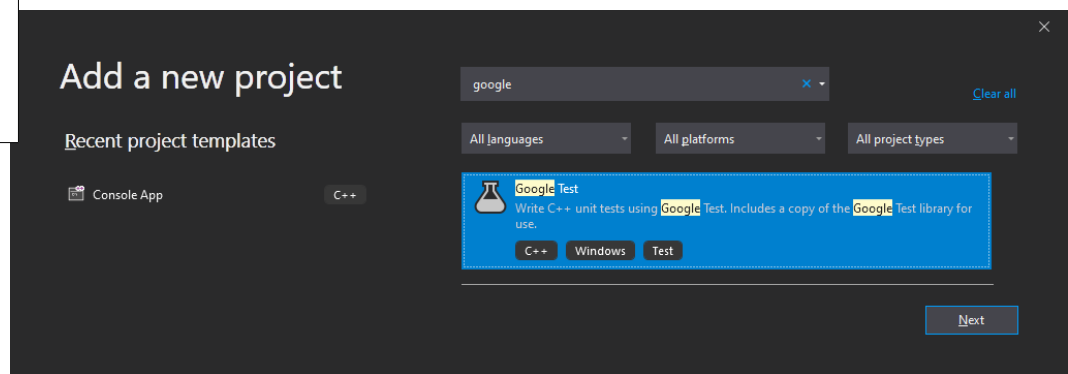 Add a new project
google
Clear all
Recent project templates
All languages
All platforms
All project types
Console App
C++
Google Test
Write C++ unit tests using Google Test. Includes a copy of the Google Test library for
use.
C++
Windows
Test
Next